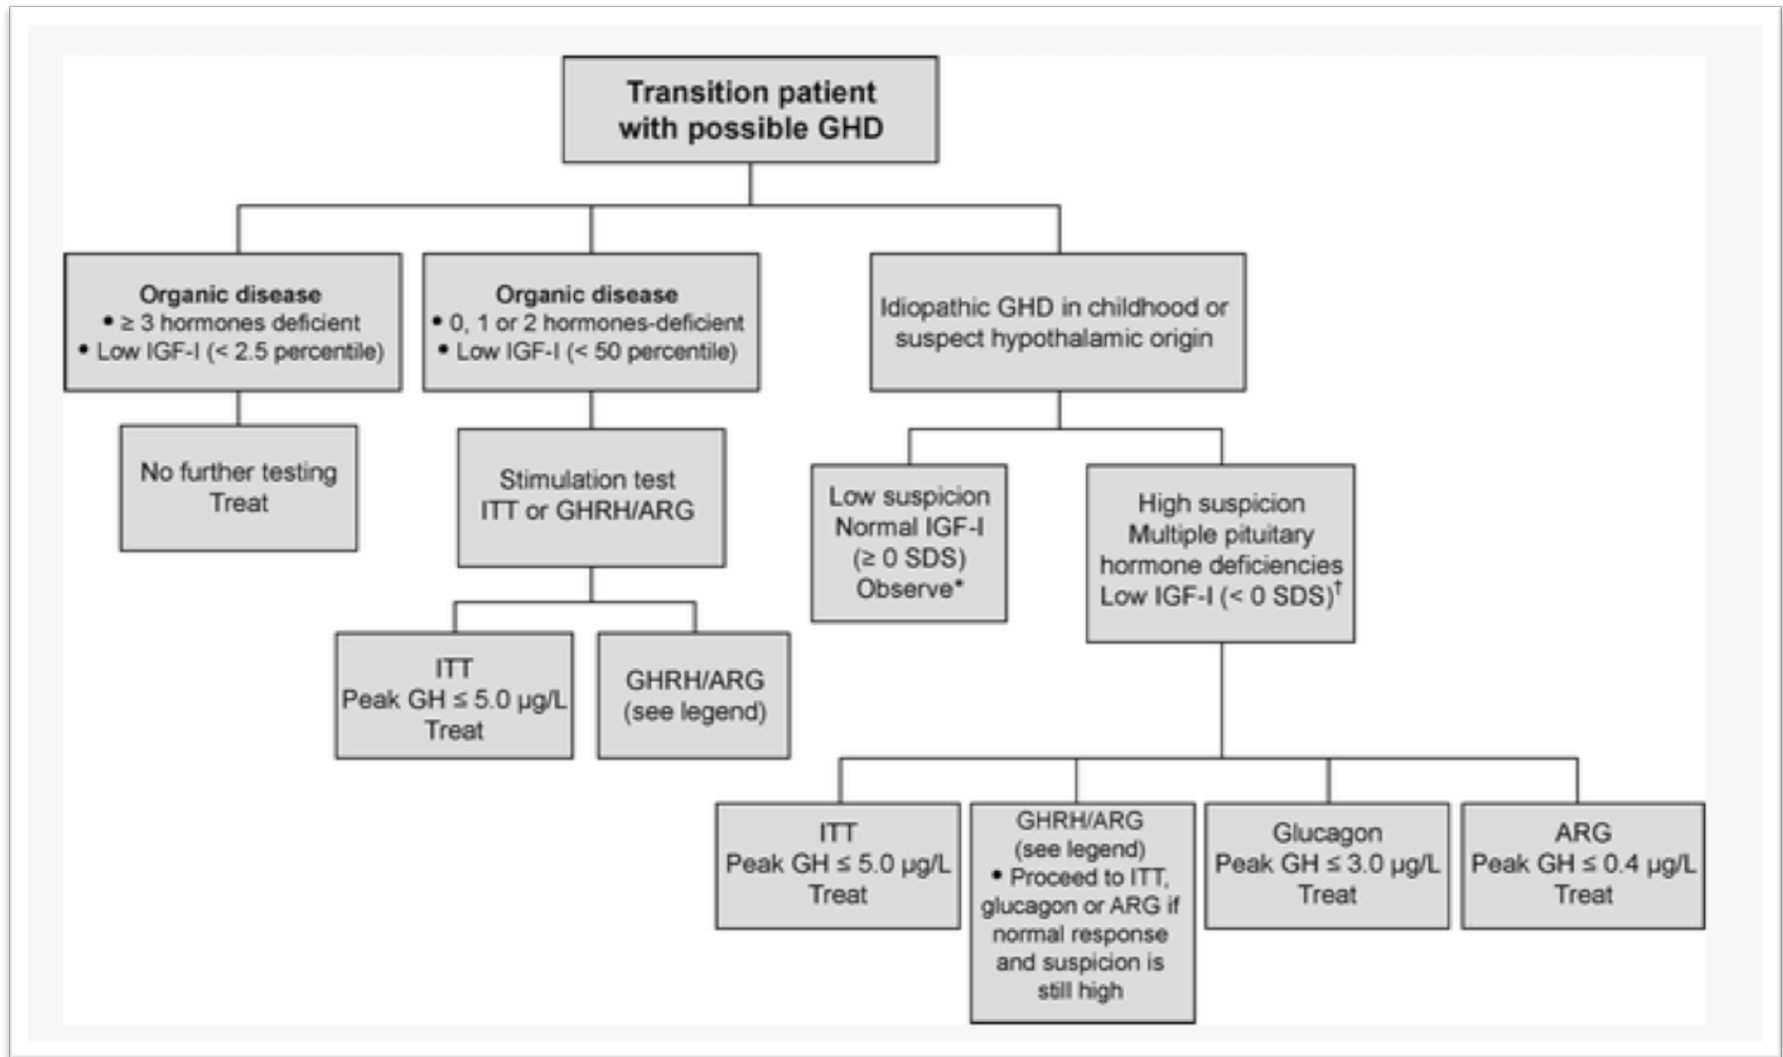 Transition patient
with possible GHD
Organic disease
• ≥ 3 hormones deficient
• Low IGF-I (< 2.5 percentile)
Organic disease
• 0, 1 or 2 hormones-deficient
• Low IGF-I (< 50 percentile)
Idiopathic GHD in childhood or
suspect hypothalamic origin
No further testing
Treat
Stimulation test
ITT or GHRH/ARG
Low suspicion
Normal IGF-I
(≥ 0 SDS)
Observe*
High suspicion
Multiple pituitary
hormone deficiencies
Low IGF-I (< 0 SDS)†
ITT
Peak GH ≤ 5.0 µg/L
Treat
GHRH/ARG
(see legend)
ITT
Peak GH ≤ 5.0 µg/L
Treat
GHRH/ARG
(see legend)
• Proceed to ITT,
glucagon or ARG if
normal response
and suspicion is
still high
Glucagon
Peak GH ≤ 3.0 µg/L
Treat
ARG
Peak GH ≤ 0.4 µg/L
Treat